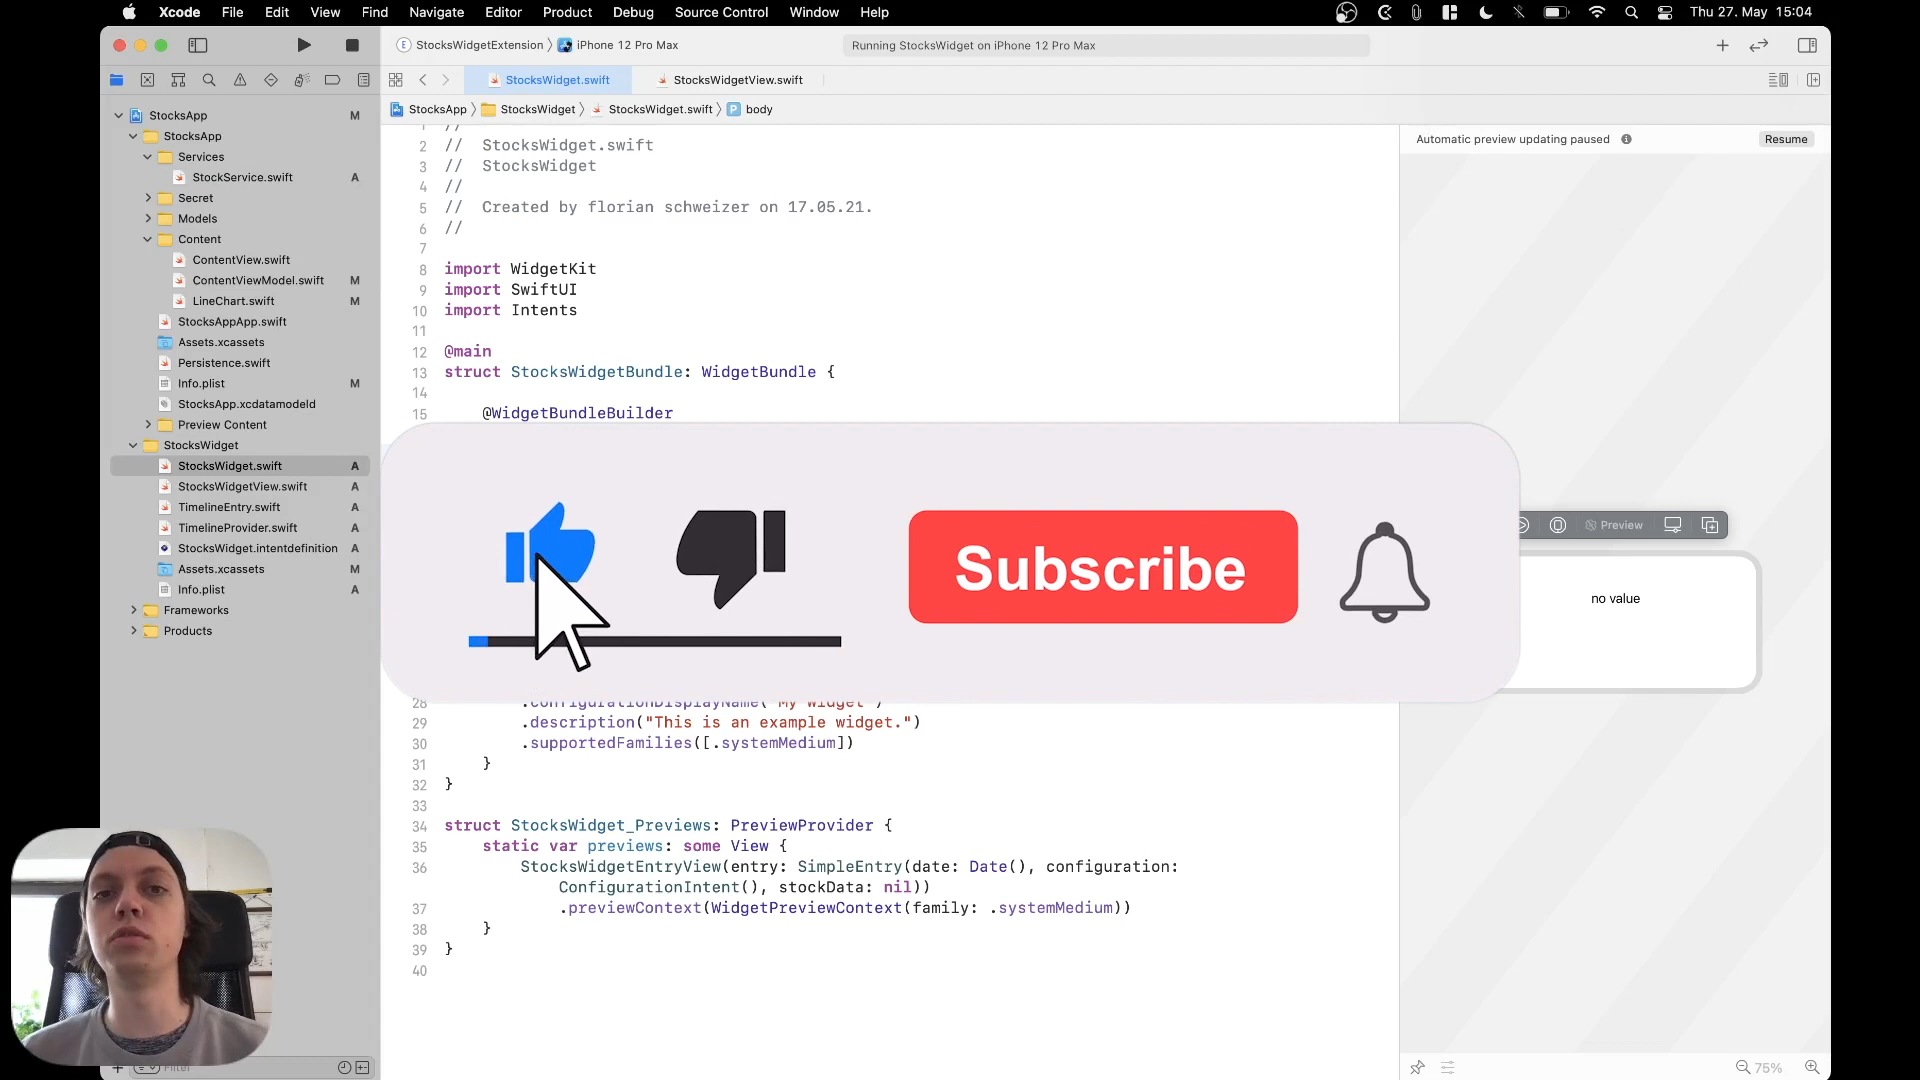 Xcode File Edit View Find Navigate Editor Product Debug Source Control Window Help Thu 27. May 15:04
StocksWidgetExtension iPhone 12 Pro Max Running StocksWidget on iPhone 12 Pro Max
StocksWidget.swift StocksWidgetView.swift
StocksApp StocksWidget StocksWidget.swift P body
StocksApp M
StocksApp
Services
StockService.swift A
Secret
Models
Content
ContentView.swift
ContentViewModel.swift M
LineChart.swift M
StocksAppApp.swift
Assets.xcassets
Persistence.swift
Info.plist M
StocksApp.xcdatamodeld
Preview Content
StocksWidget
StocksWidget.swift A
StocksWidgetView.swift A
TimelineEntry.swift A
TimelineProvider.swift A
StocksWidget.intentdefinition A
Assets.xcassets M
Info.plist A
Frameworks
Products
Filter
1 //
2 // StocksWidget.swift
3 // StocksWidget
4 //
5 // Created by florian schweizer on 17.05.21.
6 //
7
8 import WidgetKit
9 import SwiftUI
10 import Intents
11
12 @main
13 struct StocksWidgetBundle: WidgetBundle {
14
15 @WidgetBundleBuilder
Subscribe
28 .configurationDisplayName("My Widget")
29 .description("This is an example widget.")
30 .supportedFamilies([.systemMedium])
31 }
32 }
33
34 struct StocksWidget_Previews: PreviewProvider {
35 static var previews: some View {
36 StocksWidgetEntryView(entry: SimpleEntry(date: Date(), configuration:
ConfigurationIntent(), stockData: nil))
37 .previewContext(WidgetPreviewContext(family: .systemMedium))
38 }
39 }
40
Automatic preview updating paused Resume
Preview
no value
75%